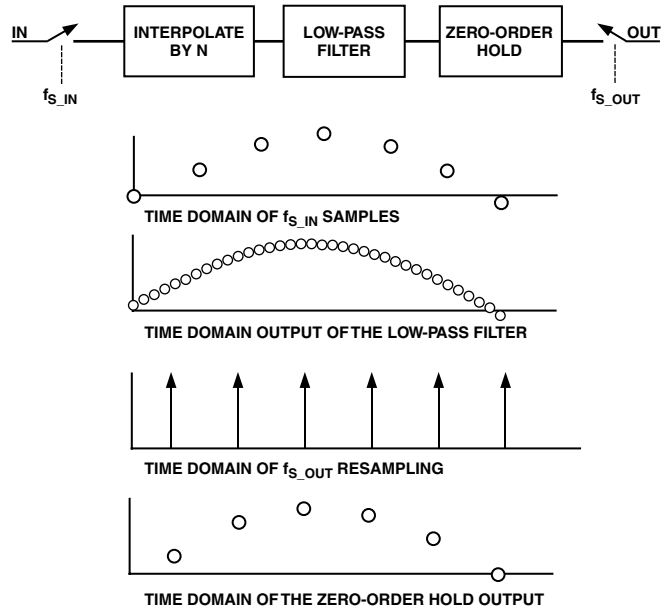 IN
INTERPOLATE
BY N
LOW-PASS
FILTER
ZERO-ORDER
HOLD
OUT
fS_IN
fS_OUT
TIME DOMAIN OF fS_IN SAMPLES
TIME DOMAIN OUTPUT OF THE LOW-PASS FILTER
TIME DOMAIN OF fS_OUT RESAMPLING
TIME DOMAIN OF THE ZERO-ORDER HOLD OUTPUT